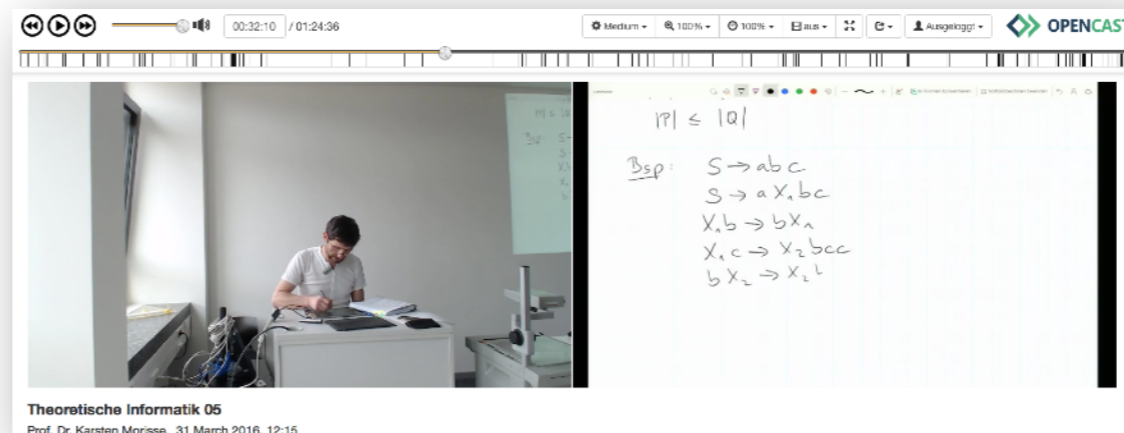 00:32:10 / 01:24:36
Medium
100%
100%
aus
Ausgeloggt
OPENCAST
|P| ≤ |Q|
Bsp: S → abc
S → aX₁bc
X₁b → bX₁
X₁c → X₂bcc
bX₂ → X₂b
Theoretische Informatik 05
Prof. Dr. Karsten Morisse, 31 March 2016, 12:15